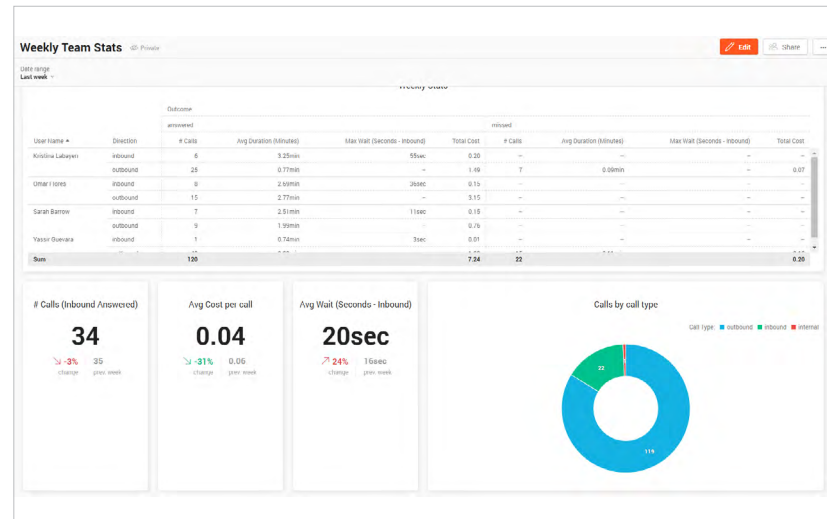 Weekly Team Stats Private
Edit Share ...
Date range
Last week
Weekly Stats
Outcome
answered missed
User Name Direction # Calls Avg Duration (Minutes) Max Wait (Seconds - Inbound) Total Cost # Calls Avg Duration (Minutes) Max Wait (Seconds - Inbound) Total Cost
Kristina Labayen inbound 6 3.25min 55sec 0.20 – – – –
outbound 25 0.77min – 1.49 7 0.09min – 0.07
Omar Flores inbound 8 2.69min 36sec 0.15 – – – –
outbound 15 2.77min – 3.15 – – – –
Sarah Barrow inbound 7 2.51min 11sec 0.15 – – – –
outbound 9 1.99min – 0.76 – – – –
Yassir Guevara inbound 1 0.74min 3sec 0.01 – – – –
Sum 120 7.24 22 0.20
# Calls (Inbound Answered)
34
-3% 35
change prev. week
Avg Cost per call
0.04
-31% 0.06
change prev. week
Avg Wait (Seconds - Inbound)
20sec
24% 16sec
change prev. week
Calls by call type
Call Type: outbound inbound internal
22
119